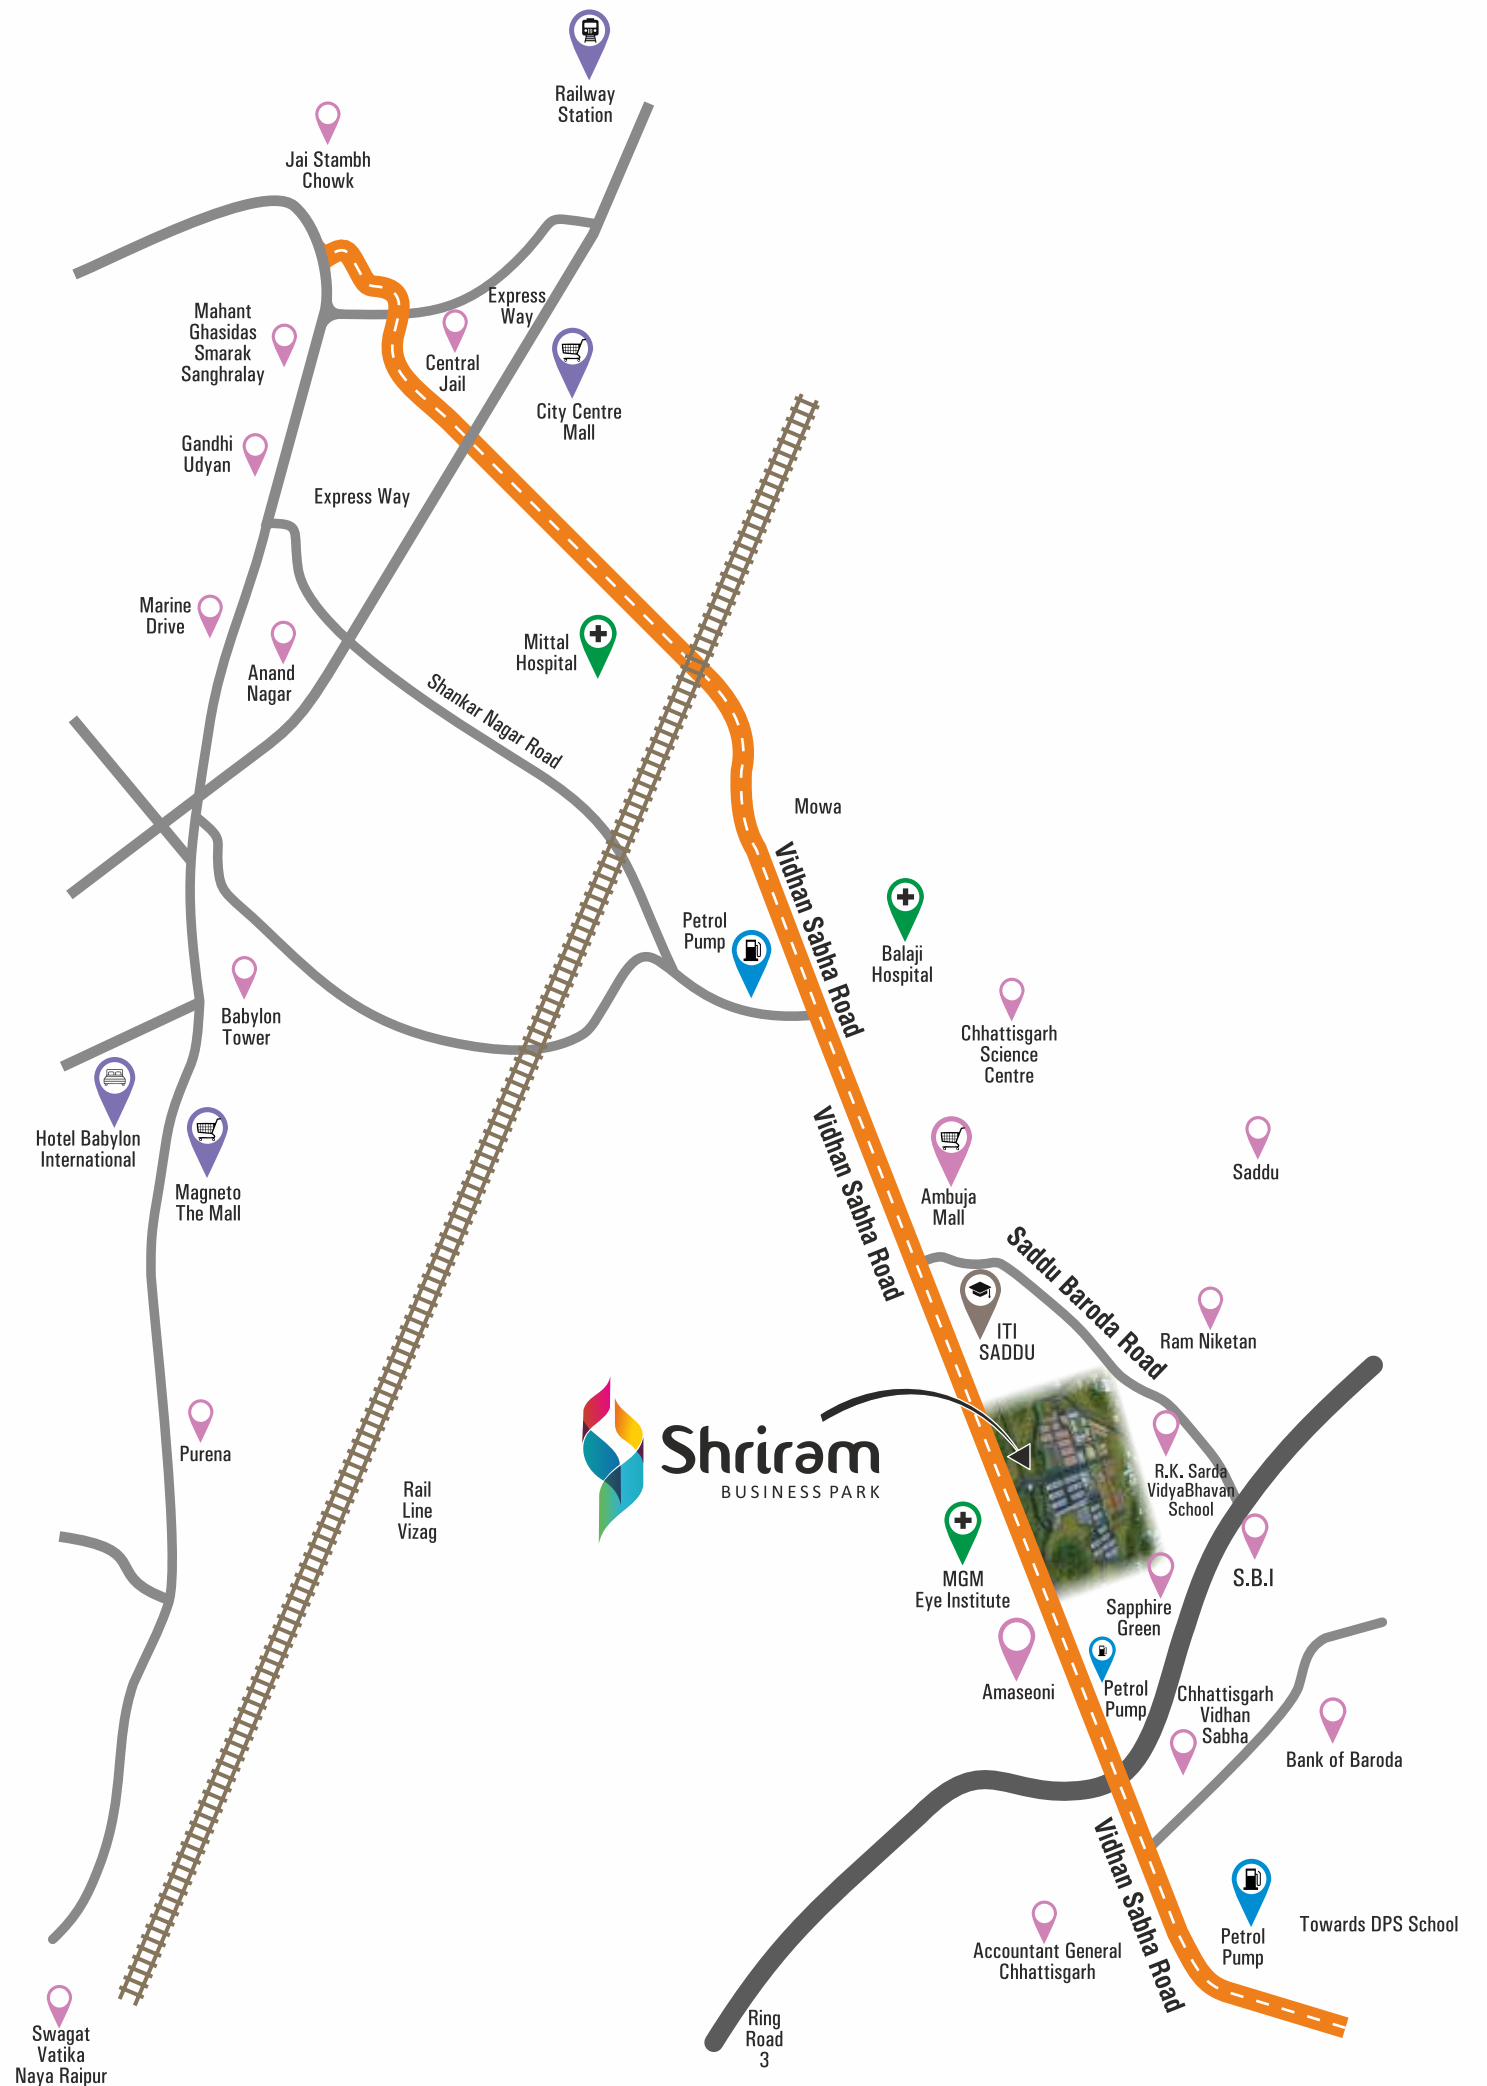 Railway
Station
Jai Stambh
Chowk
Express
Way
Mahant
Ghasidas
Smarak
Sanghralay
Central
Jail
City Centre
Mall
Gandhi
Udyan
Express Way
Marine
Drive
Anand
Nagar
Mittal
Hospital
Shankar Nagar Road
Mowa
Vidhan Sabha Road
Petrol
Pump
Balaji
Hospital
Babylon
Tower
Chhattisgarh
Science
Centre
Hotel Babylon
International
Magneto
The Mall
Vidhan Sabha Road
Ambuja
Mall
Saddu
Saddu Baroda Road
ITI
SADDU
Ram Niketan
Purena
Rail
Line
Vizag
Shriram
BUSINESS PARK
R.K. Sarda
VidyaBhavan
School
MGM
Eye Institute
S.B.I
Sapphire
Green
Amaseoni
Petrol
Pump
Chhattisgarh
Vidhan
Sabha
Bank of Baroda
Vidhan Sabha Road
Accountant General
Chhattisgarh
Petrol
Pump
Towards DPS School
Ring
Road
3
Swagat
Vatika
Naya Raipur